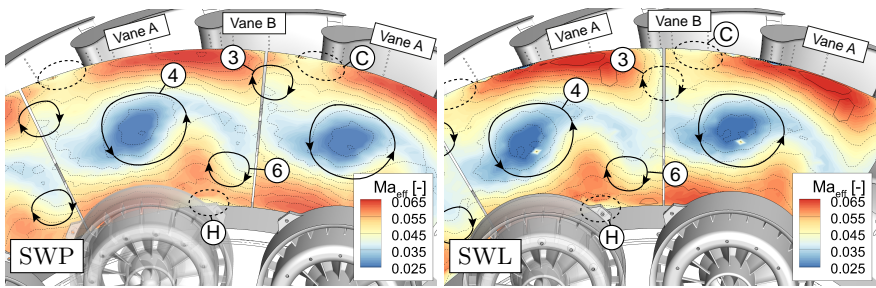 Vane A
Vane B
Vane A
3
C
4
6
H
SWP
Ma_eff [-]
0.065
0.055
0.045
0.035
0.025
Vane A
Vane B
Vane A
3
C
4
6
H
SWL
Ma_eff [-]
0.065
0.055
0.045
0.035
0.025